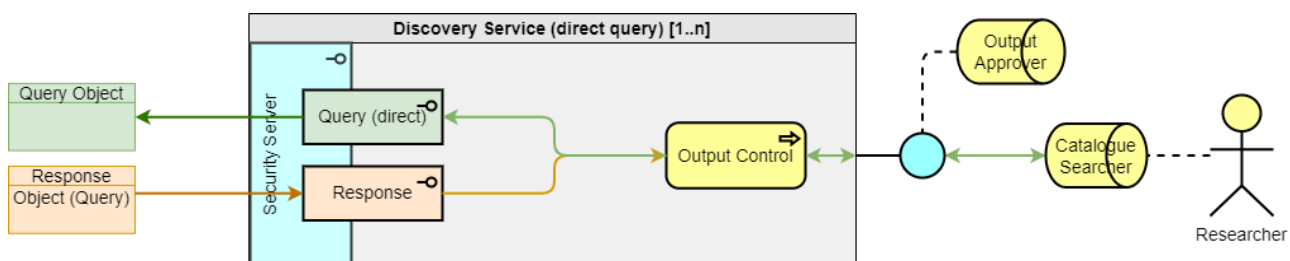 Discovery Service (direct query) [1..n]
Query Object
Security Server
Query (direct)
Response
Object (Query)
Response
Output Control
Output
Approver
Catalogue
Searcher
Researcher